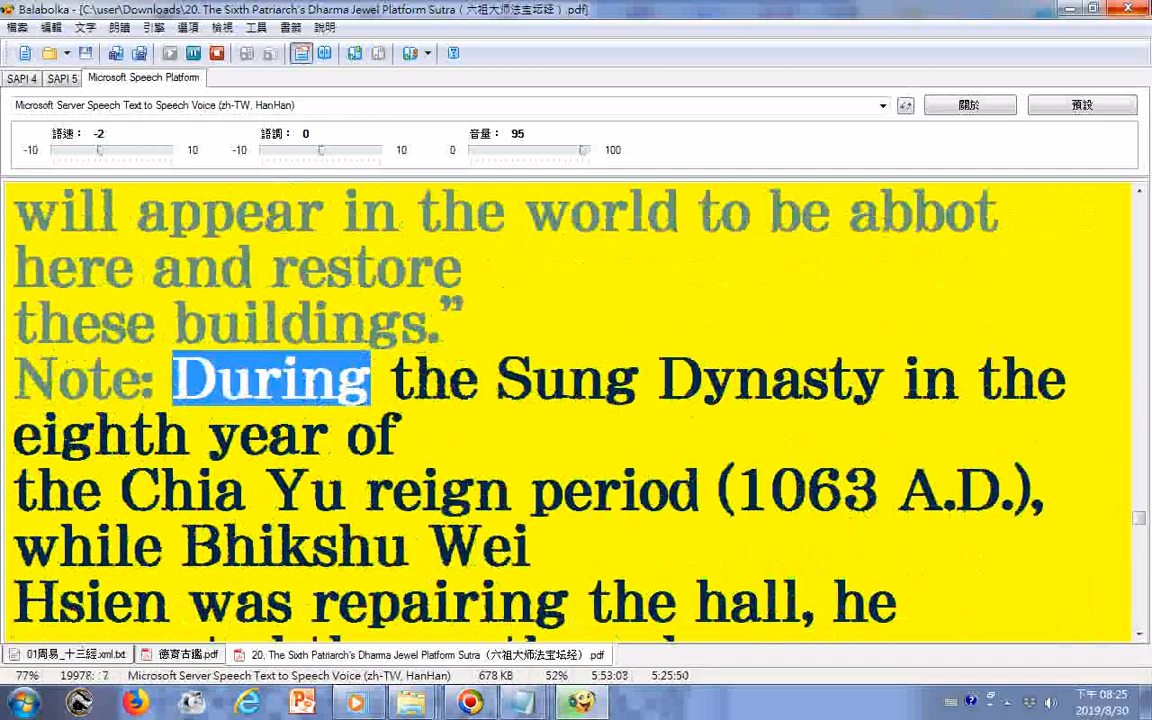 Balabolka - [C:\user\Downloads\20. The Sixth Patriarch's Dharma Jewel Platform Sutra（六祖大师法宝坛经）.pdf]
檔案 編輯 文字 朗讀 引擎 選項 檢視 工具 書籤 說明
SAPI 4 SAPI 5 Microsoft Speech Platform
Microsoft Server Speech Text to Speech Voice (zh-TW, HanHan) 關於 預設
語速： -2 語調： 0 音量： 95
-10 10 -10 10 0 100
will appear in the world to be abbot
here and restore
these buildings.”
Note: During the Sung Dynasty in the
eighth year of
the Chia Yu reign period (1063 A.D.),
while Bhikshu Wei
Hsien was repairing the hall, he
01周易_十三經.xml.txt 德育古鑑.pdf 20. The Sixth Patriarch's Dharma Jewel Platform Sutra（六祖大师法宝坛经）.pdf
77% 19978: 7 Microsoft Server Speech Text to Speech Voice (zh-TW, HanHan) 678 KB 52% 5:53:03 5:25:50
下午 08:25
2019/8/30